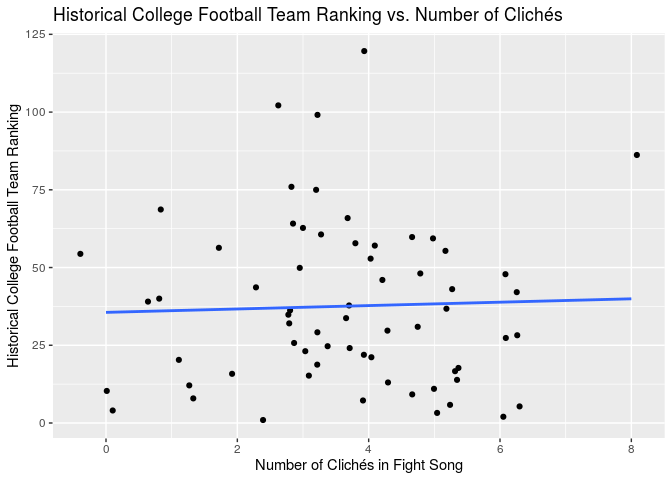 Historical College Football Team Ranking vs. Number of Clichés
Historical College Football Team Ranking
125
100
75
50
25
0
0 2 4 6 8
Number of Clichés in Fight Song